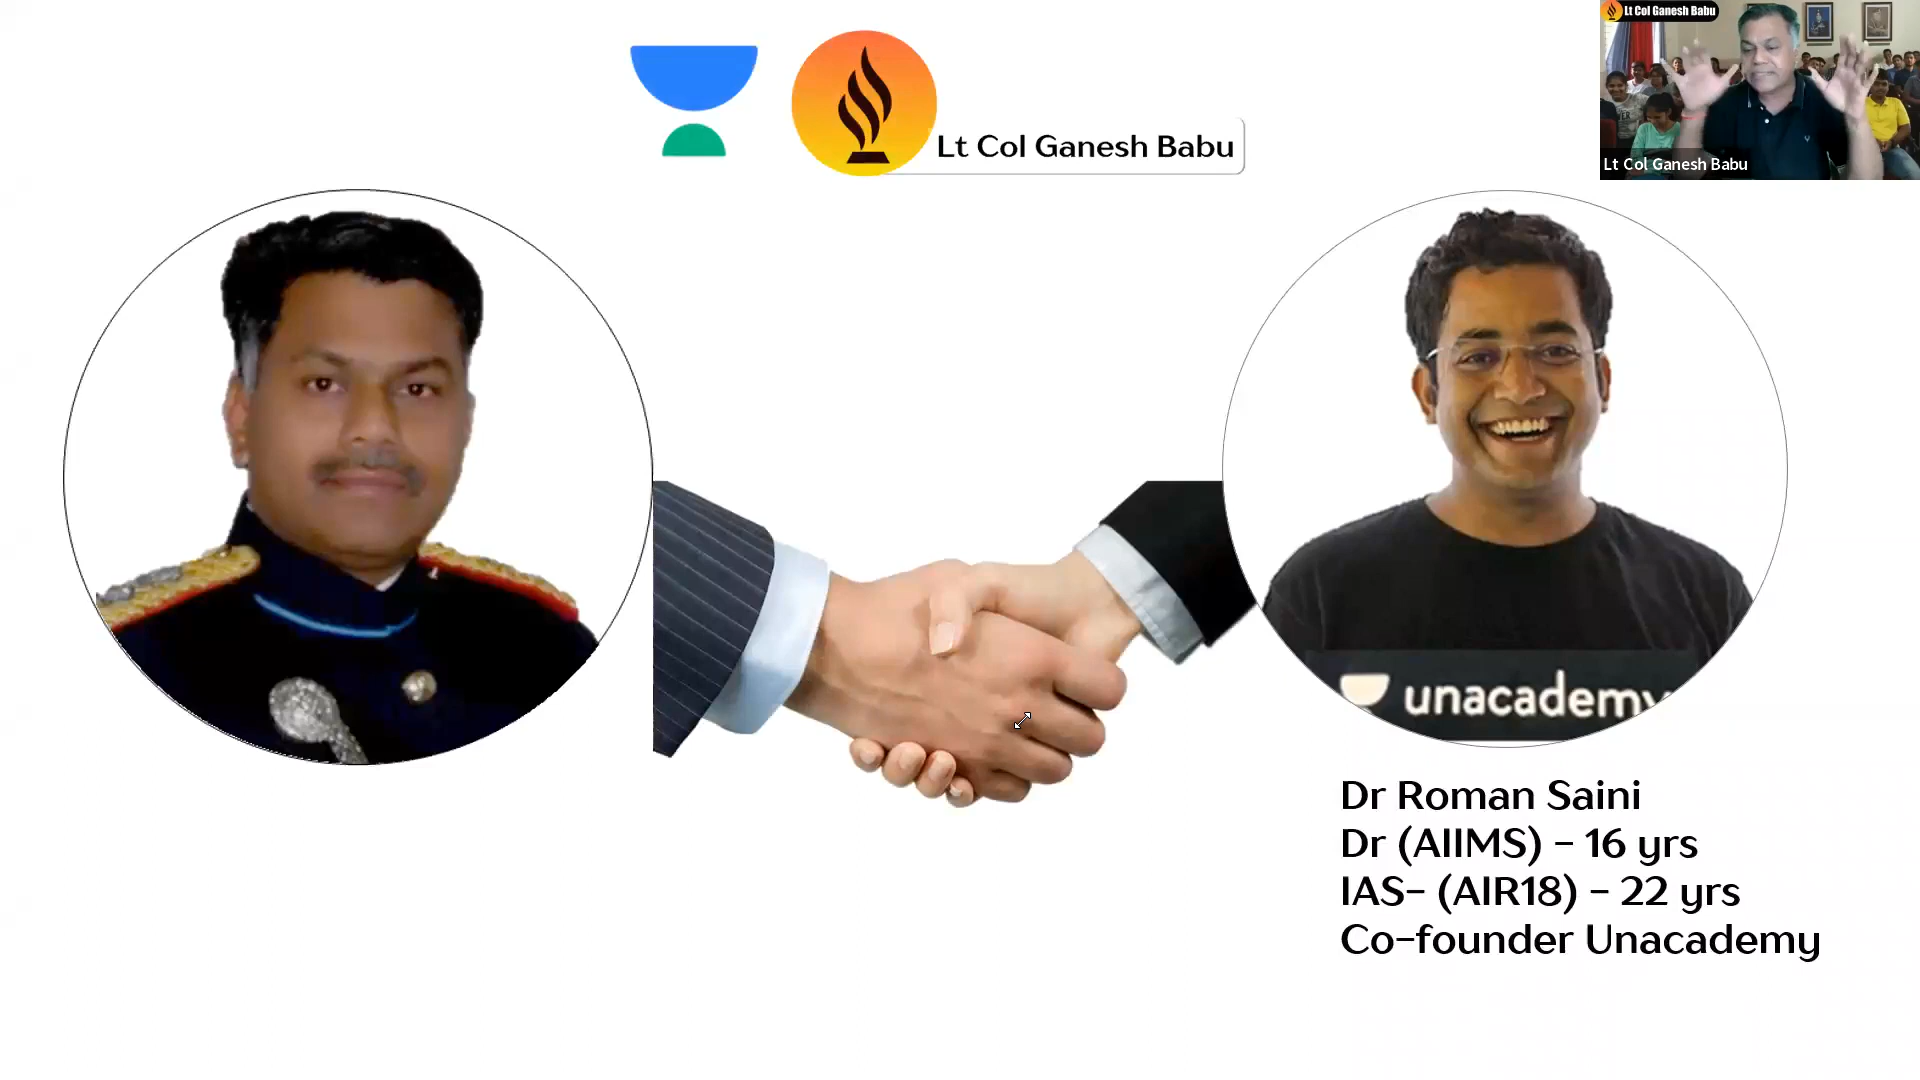 Lt Col Ganesh Babu
Lt Col Ganesh Babu
Lt Col Ganesh Babu
unacademy
Dr Roman Saini
Dr (AIIMS) - 16 yrs
IAS- (AIR18) - 22 yrs
Co-founder Unacademy